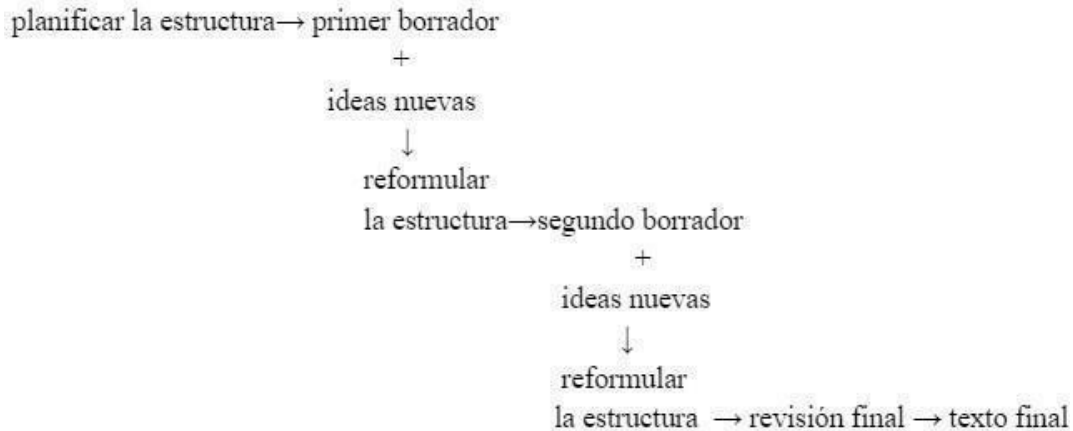 planificar la estructura→ primer borrador
+
ideas nuevas
↓
reformular
la estructura→segundo borrador
+
ideas nuevas
↓
reformular
la estructura → revisión final → texto final